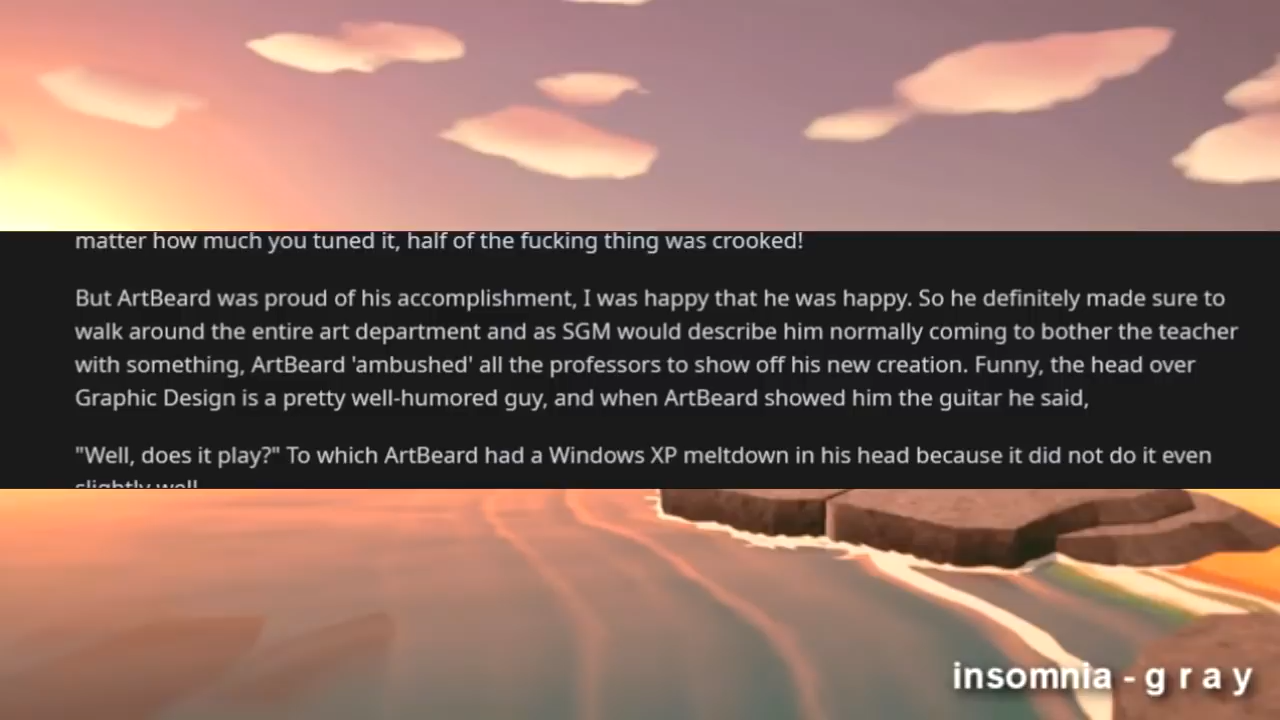 matter how much you tuned it, half of the fucking thing was crooked!
But ArtBeard was proud of his accomplishment, I was happy that he was happy. So he definitely made sure to
walk around the entire art department and as SGM would describe him normally coming to bother the teacher
with something, ArtBeard 'ambushed' all the professors to show off his new creation. Funny, the head over
Graphic Design is a pretty well-humored guy, and when ArtBeard showed him the guitar he said,
"Well, does it play?" To which ArtBeard had a Windows XP meltdown in his head because it did not do it even
slightly well
insomnia - g r a y